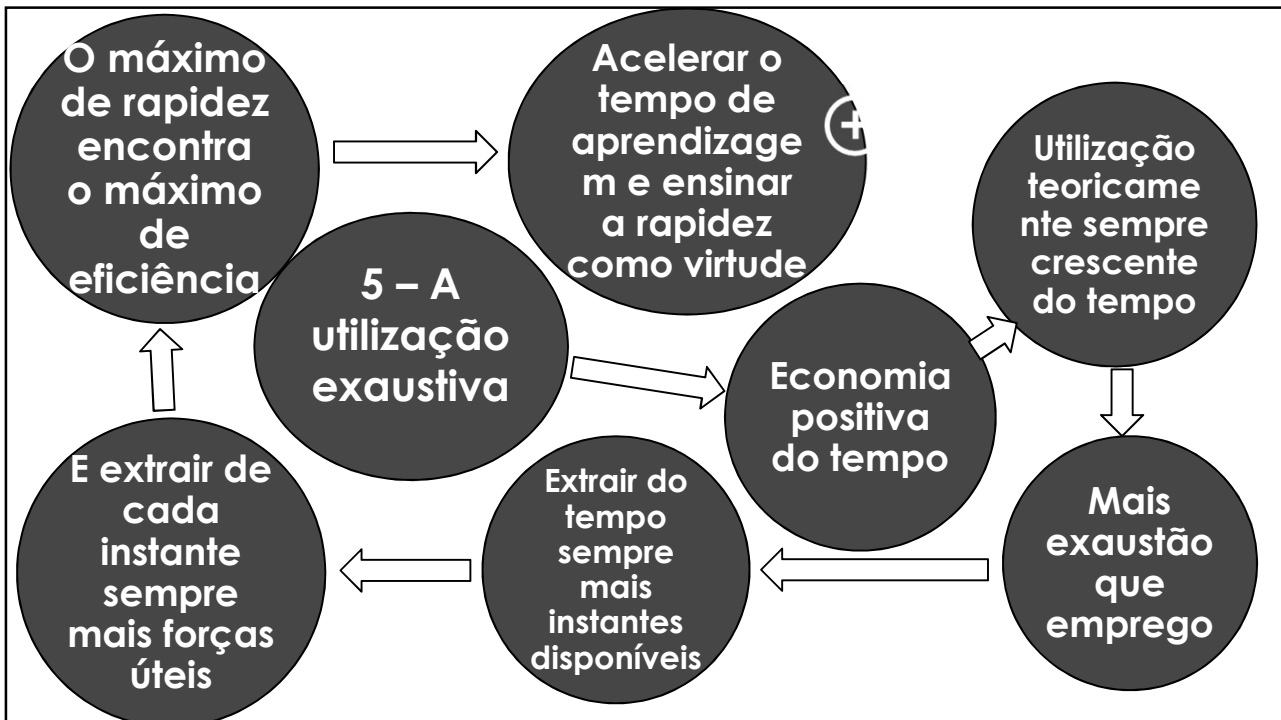 O máximo
de rapidez
encontra
o máximo
de
eficiência
Acelerar o
tempo de
aprendizage
m e ensinar
a rapidez
como virtude
Utilização
teoricame
nte sempre
crescente
do tempo
5 – A
utilização
exaustiva
Economia
positiva
do tempo
E extrair de
cada
instante
sempre
mais forças
úteis
Extrair do
tempo
sempre
mais
instantes
disponíveis
Mais
exaustão
que
emprego